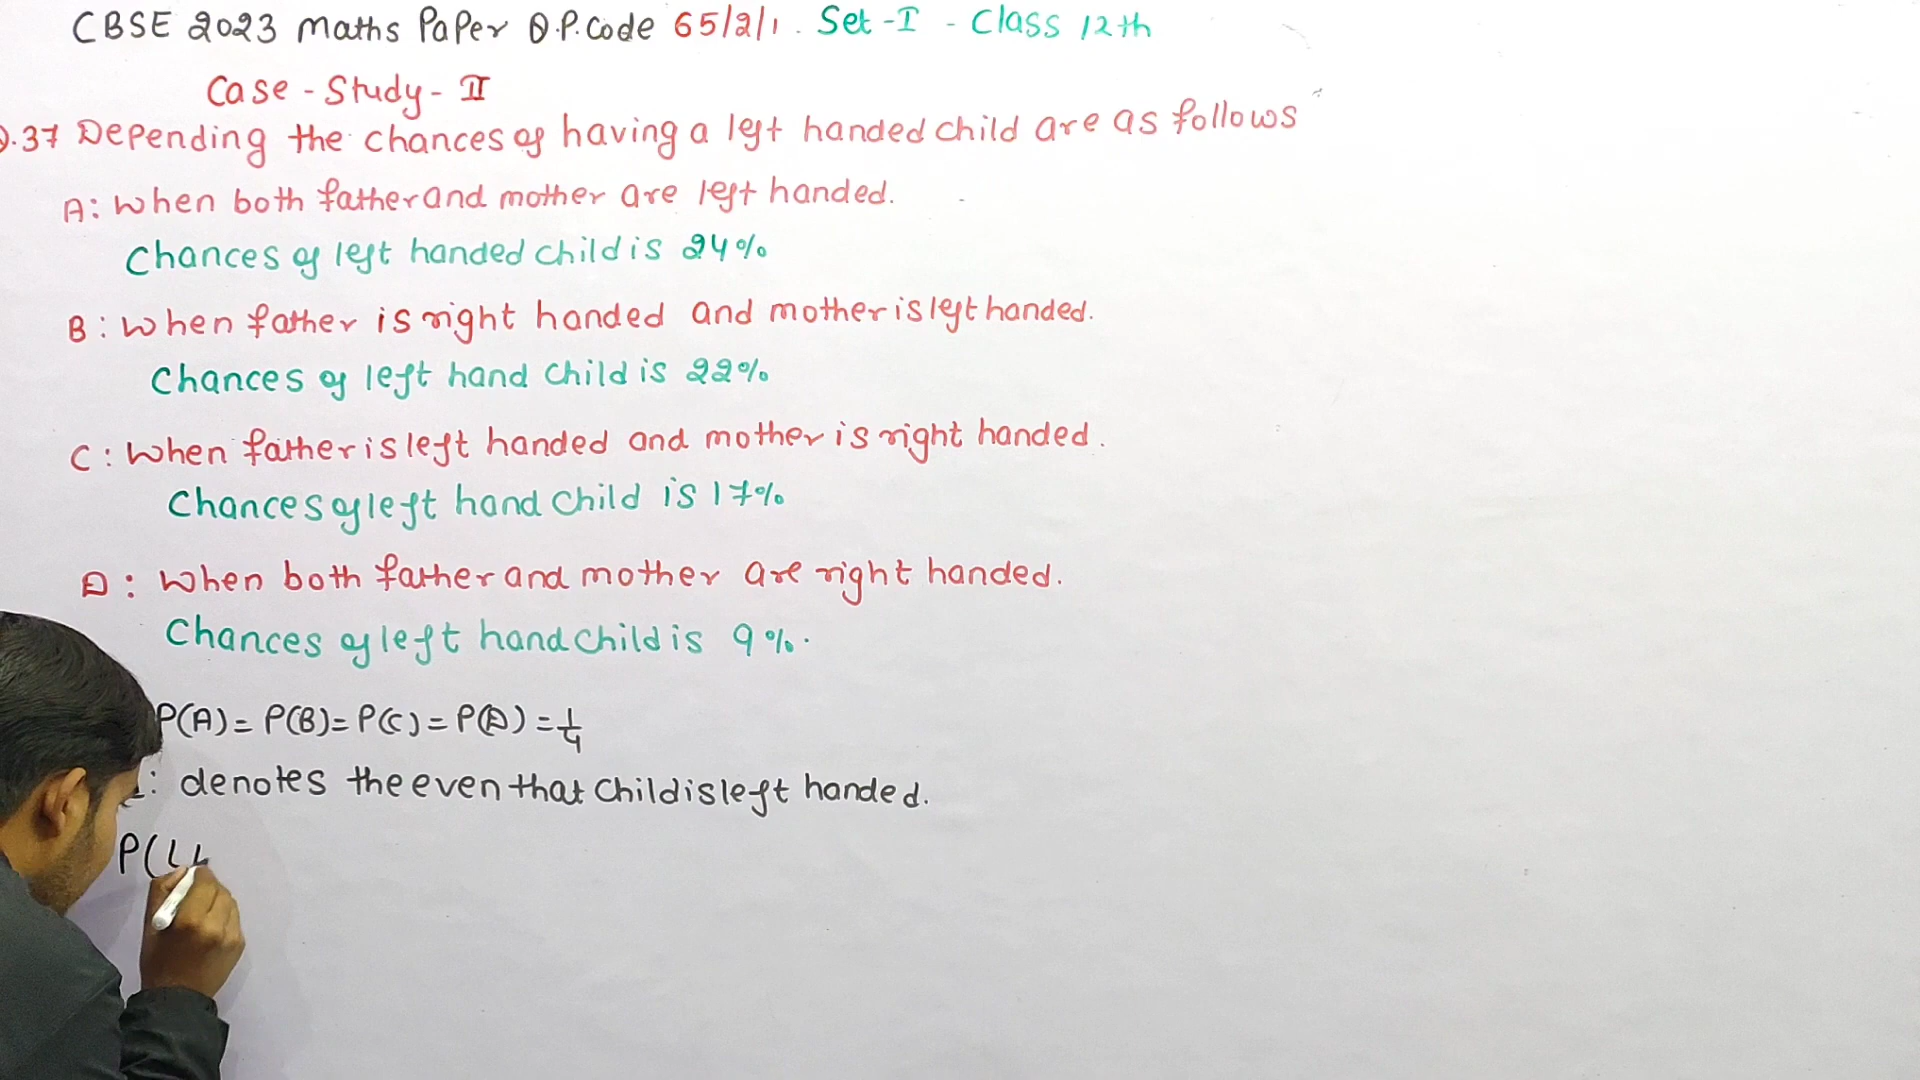 CBSE 2023 Maths Paper Q.P.Code 65/2/1. Set-I - Class 12th
Case-Study-II
Q.37 Depending the chances of having a left handed child are as follows
A: When both father and mother are left handed.
Chances of left handed child is 24%
B: When father is right handed and mother is left handed.
Chances of left hand child is 22%
C: When father is left handed and mother is right handed.
Chances of left hand child is 17%
D: When both father and mother are right handed.
Chances of left hand child is 9%.
P(A) = P(B) = P(C) = P(D) = 1/4
: denotes the even that child is left handed.
P(L